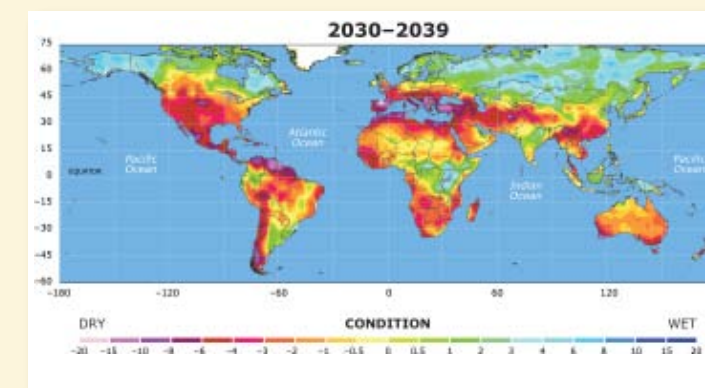 2030–2039
75
60
45
30
15
0
−15
−30
−45
−60
Atlantic
Ocean
Pacific
Ocean
EQUATOR
Pacific
Ocean
Indian
Ocean
−180 −120 −60 0 60 120
DRY CONDITION WET
−20 −15 −10 −8 −6 −4 −3 −2 −1 −0.5 0 0.5 1 2 3 4 6 8 10 15 20